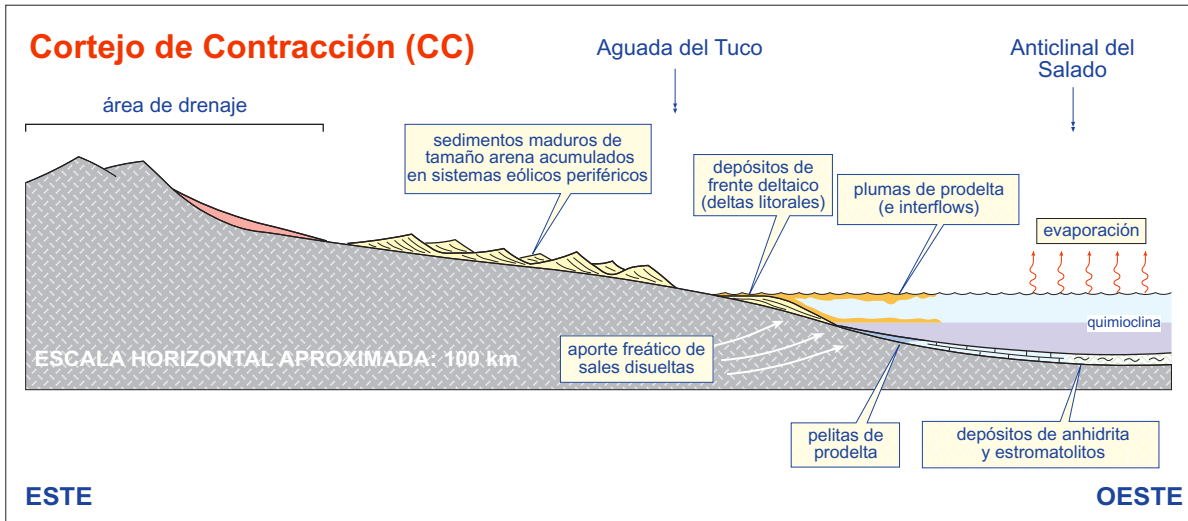 Cortejo de Contracción (CC)
Aguada del Tuco
Anticlinal del
Salado
área de drenaje
sedimentos maduros de
tamaño arena acumulados
en sistemas eólicos periféricos
depósitos de
frente deltaico
(deltas litorales)
plumas de prodelta
(e interflows)
evaporación
quimioclina
ESCALA HORIZONTAL APROXIMADA: 100 km
aporte freático de
sales disueltas
pelitas de
prodelta
depósitos de anhidrita
y estromatolitos
ESTE
OESTE